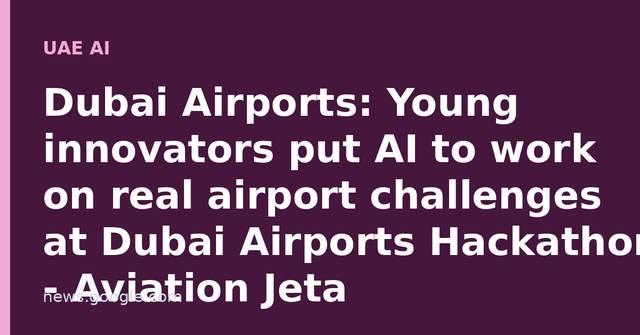 UAE AI
Dubai Airports: Young
innovators put AI to work
on real airport challenges
at Dubai Airports Hackathon
- Aviation Jeta
news.google.com